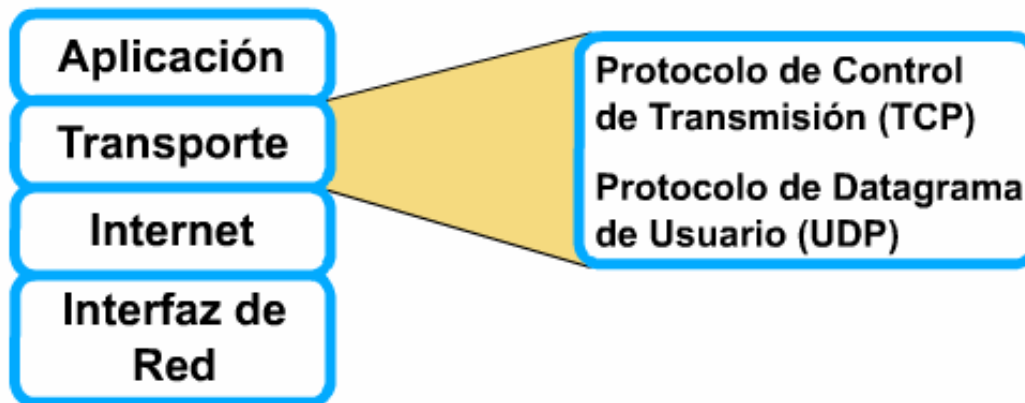 Aplicación
Transporte
Internet
Interfaz de
Red
Protocolo de Control
de Transmisión (TCP)
Protocolo de Datagrama
de Usuario (UDP)